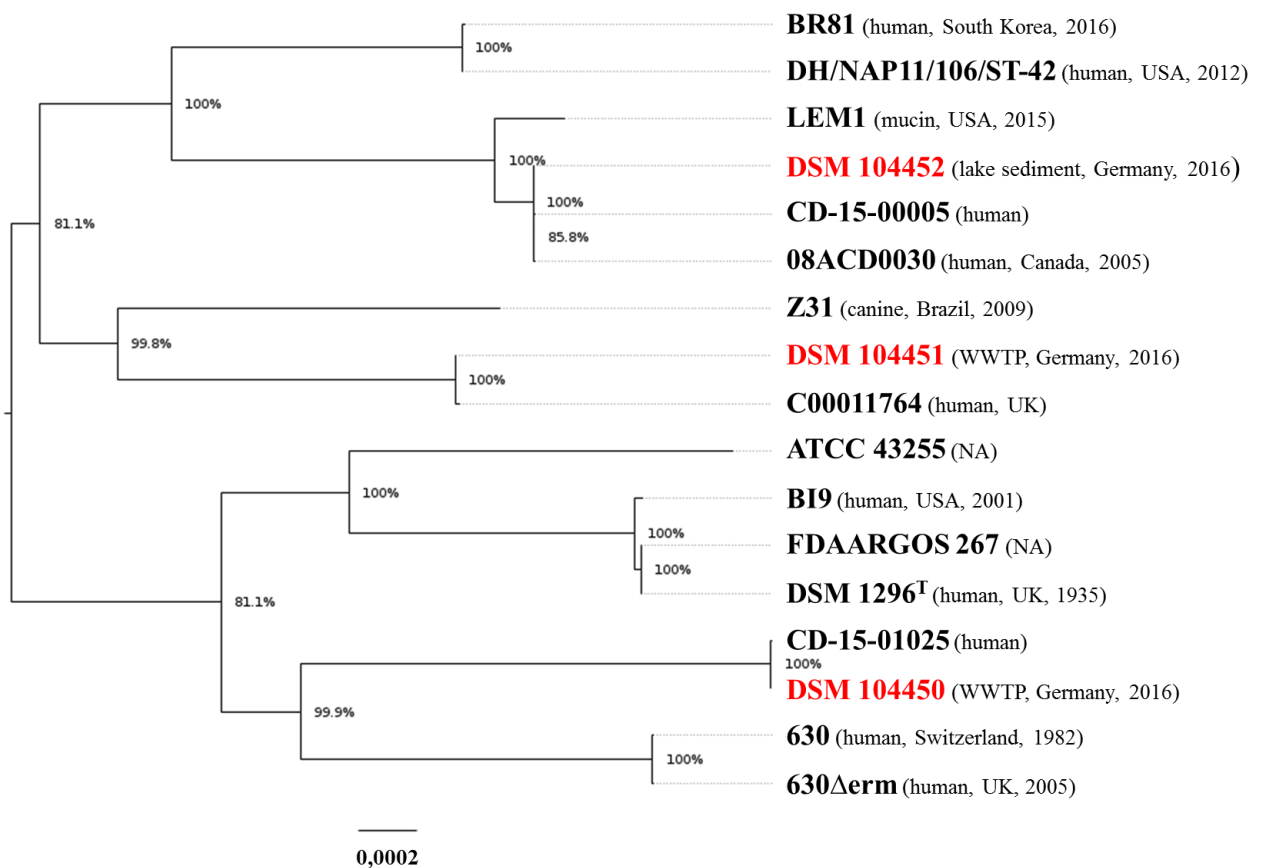 BR81 (human, South Korea, 2016)
100%
DH/NAP11/106/ST-42 (human, USA, 2012)
100%
LEM1 (mucin, USA, 2015)
100%
DSM 104452 (lake sediment, Germany, 2016)
100%
CD-15-00005 (human)
81.1%
85.8%
08ACD0030 (human, Canada, 2005)
Z31 (canine, Brazil, 2009)
99.8%
DSM 104451 (WWTP, Germany, 2016)
100%
C00011764 (human, UK)
ATCC 43255 (NA)
100%
BI9 (human, USA, 2001)
100%
FDAARGOS 267 (NA)
100%
DSM 1296ᵀ (human, UK, 1935)
81.1%
CD-15-01025 (human)
100%
DSM 104450 (WWTP, Germany, 2016)
99.9%
630 (human, Switzerland, 1982)
100%
630Δerm (human, UK, 2005)
0,0002